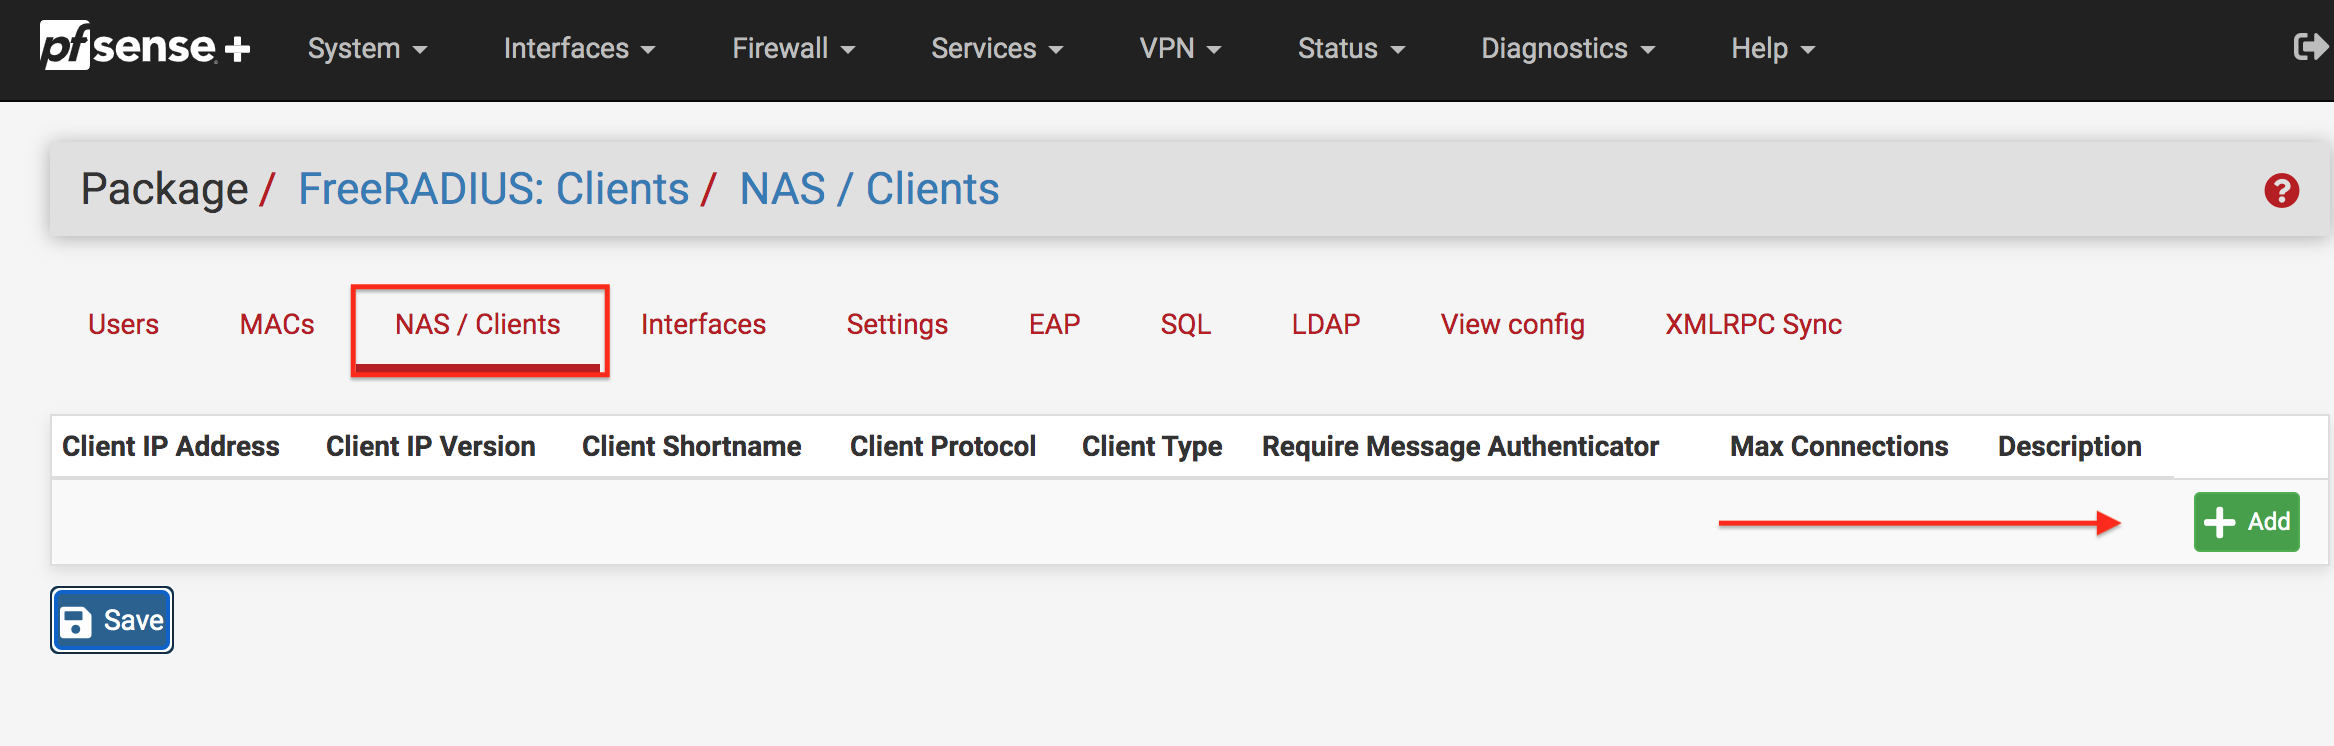 pfsense + System Interfaces Firewall Services VPN Status Diagnostics Help
Package / FreeRADIUS: Clients / NAS / Clients ?
Users MACs NAS / Clients Interfaces Settings EAP SQL LDAP View config XMLRPC Sync
Client IP Address Client IP Version Client Shortname Client Protocol Client Type Require Message Authenticator Max Connections Description
+ Add
Save